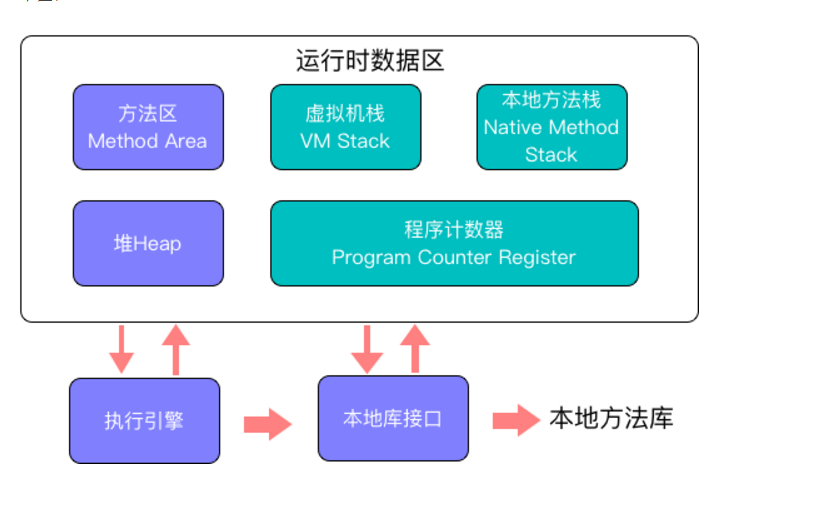 运行时数据区
方法区
Method Area
虚拟机栈
VM Stack
本地方法栈
Native Method
Stack
堆Heap
程序计数器
Program Counter Register
执行引擎
本地库接口
本地方法库